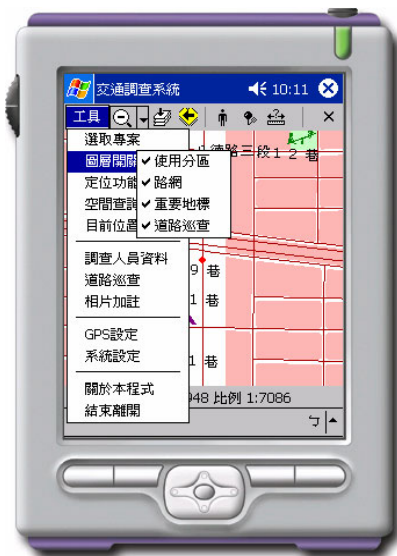 交通調查系統 10:11
工具
選取專案
圖層開關
定位功能
空間查詢
目前位置
使用分區
路網
重要地標
道路巡查
德路三段12巷
調查人員資料
道路巡查
相片加註
9 巷
1 巷
GPS設定
系統設定
1 巷
關於本程式
結束離開
948 比例 1:7086
ㄅ